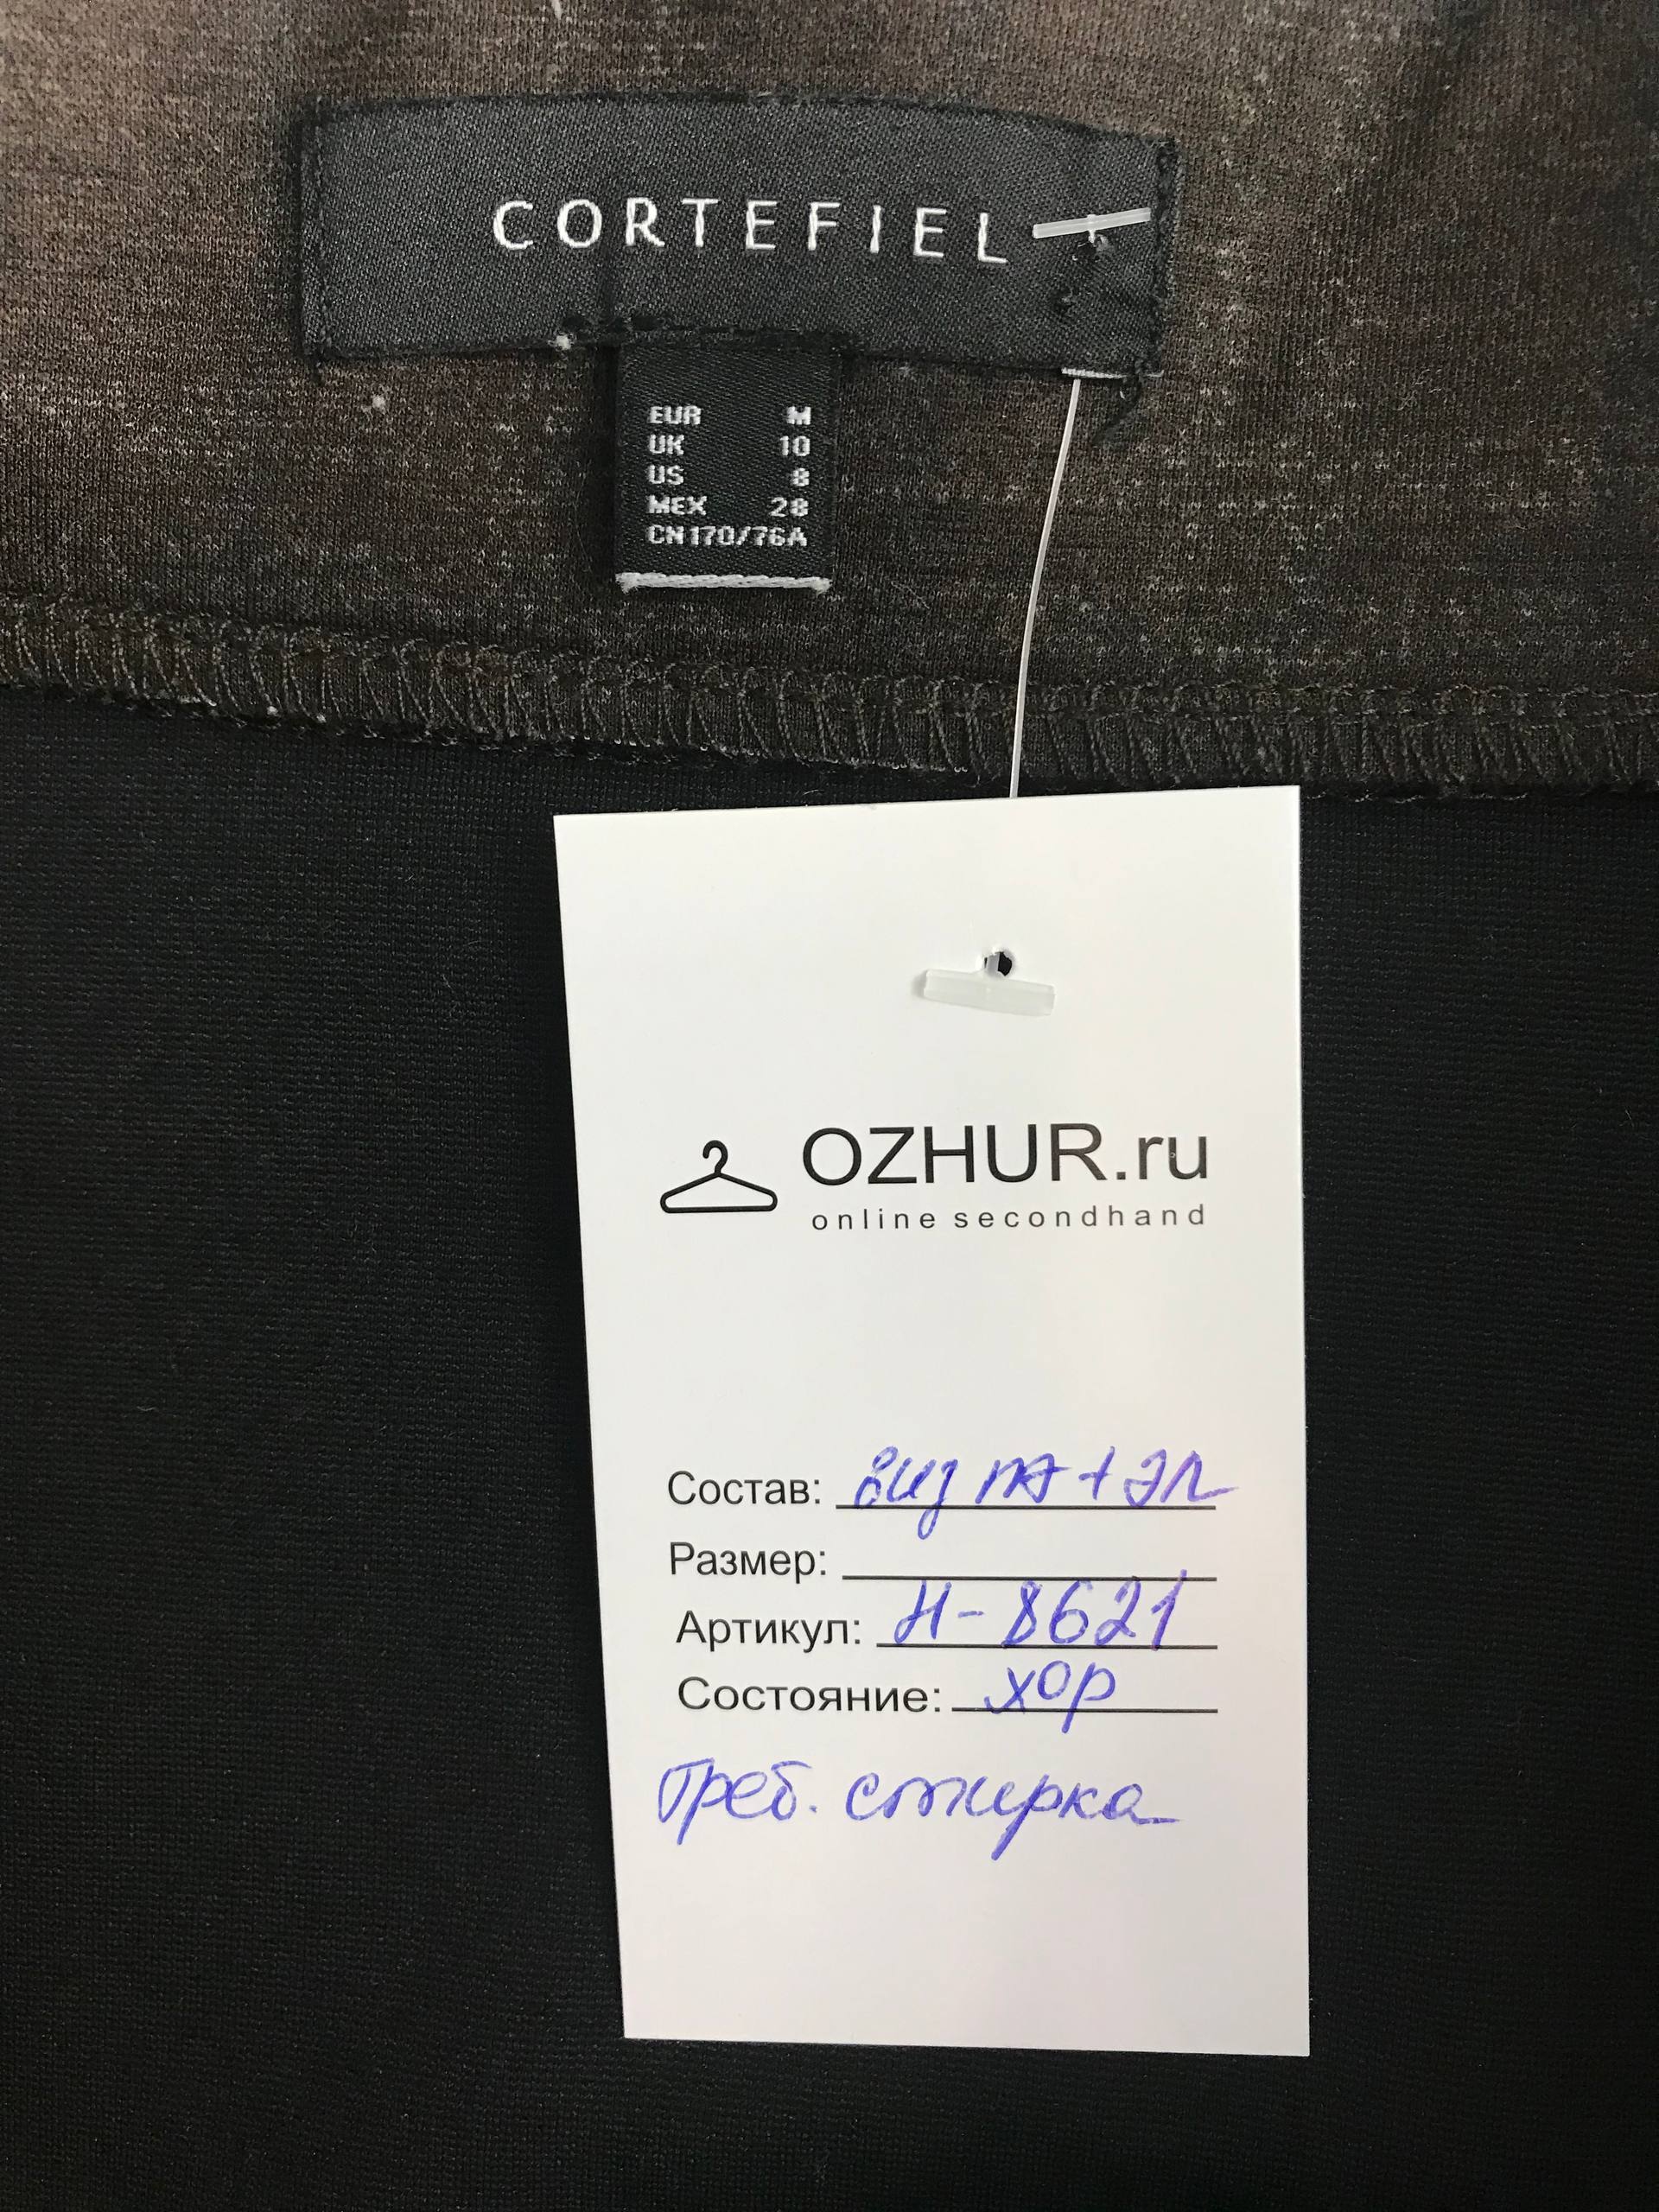 CORTEFIEL
EUR M
UK 10
US 8
MEX 28
CN170/76A
OZHUR.ru
online secondhand
Состав: виз ПЭ + ЭЛ
Размер:
Артикул: Н-8621
Состояние: хор
Треб. стирка